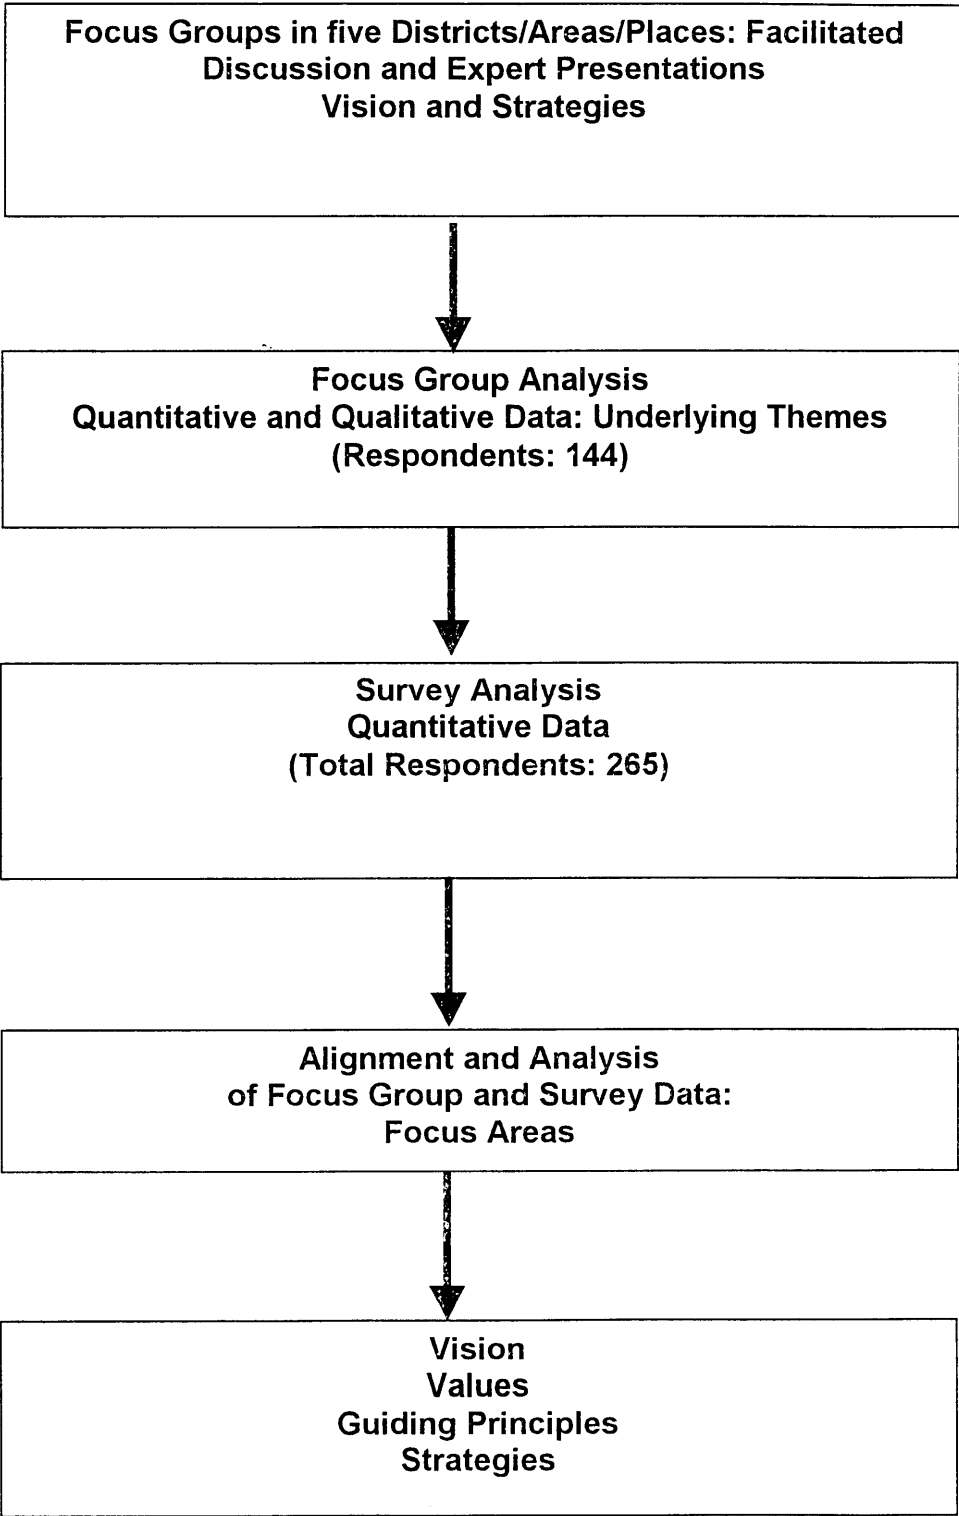 Focus Groups in five Districts/Areas/Places: Facilitated
Discussion and Expert Presentations
Vision and Strategies
Focus Group Analysis
Quantitative and Qualitative Data: Underlying Themes
(Respondents: 144)
Survey Analysis
Quantitative Data
(Total Respondents: 265)
Alignment and Analysis
of Focus Group and Survey Data:
Focus Areas
Vision
Values
Guiding Principles
Strategies